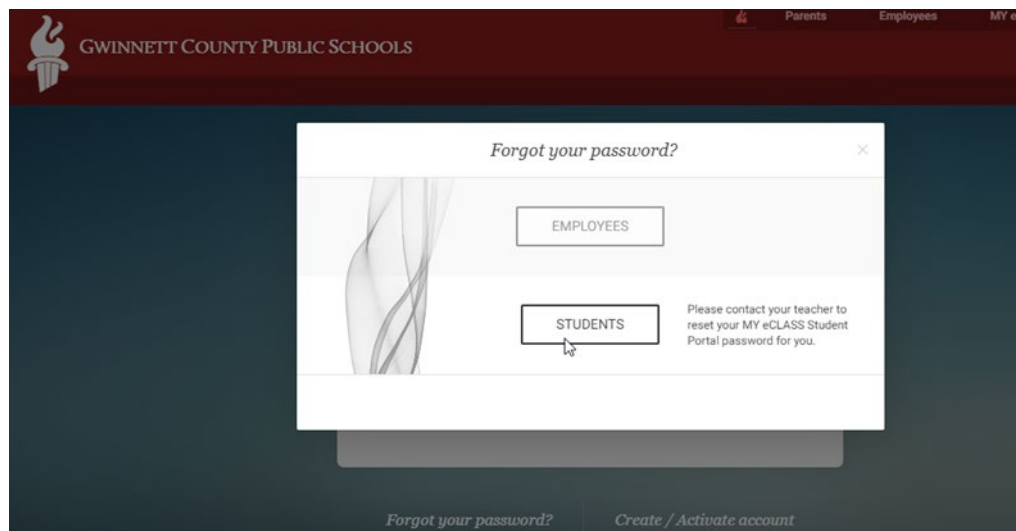 Parents Employees MY e
GWINNETT COUNTY PUBLIC SCHOOLS
Forgot your password?
EMPLOYEES
STUDENTS
Please contact your teacher to
reset your MY eCLASS Student
Portal password for you.
Forgot your password? Create / Activate account